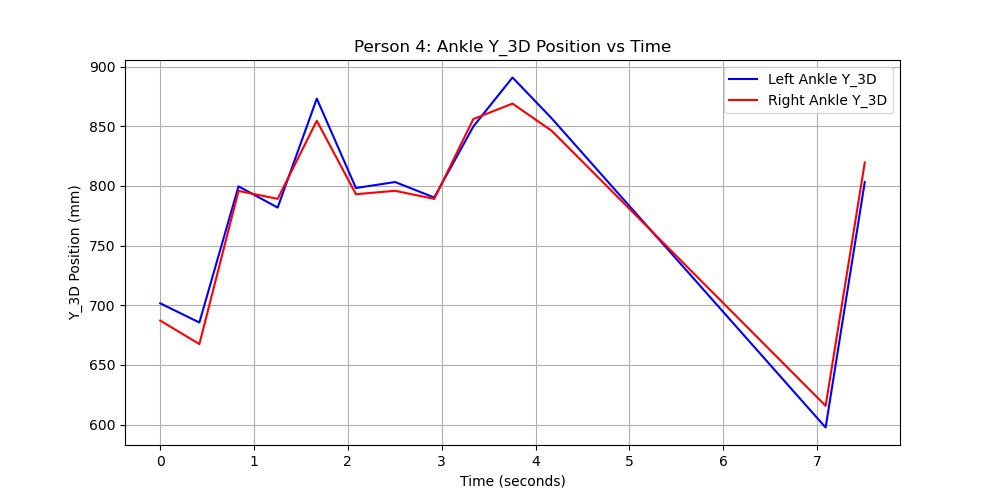 Person 4: Ankle Y_3D Position vs Time
Left Ankle Y_3D
Right Ankle Y_3D
Y_3D Position (mm)
900
850
800
750
700
650
600
0 1 2 3 4 5 6 7
Time (seconds)